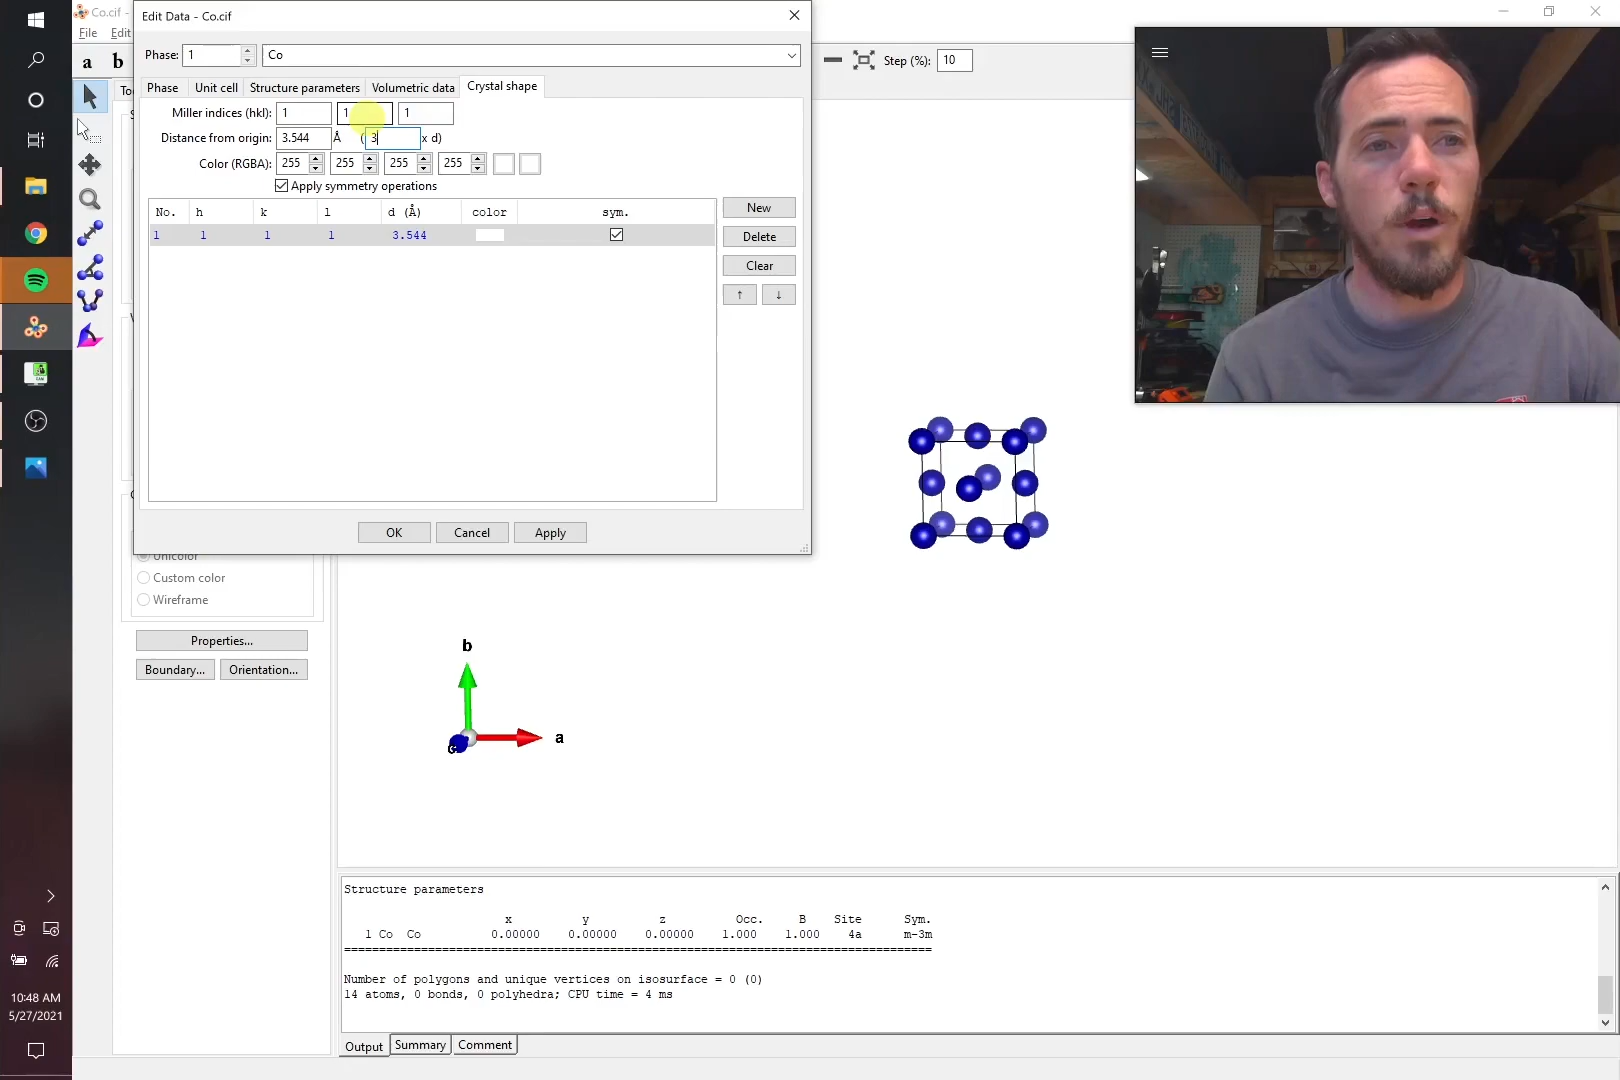 Edit Data - Co.cif
Co.cif -
File Edit
a b
Phase: 1 Co
Step (%): 10
Phase Unit cell Structure parameters Volumetric data Crystal shape
Miller indices (hkl): 1 1 1
Distance from origin: 3.544 Å ( 3 x d)
Color (RGBA): 255 255 255 255
Apply symmetry operations
No. h k l d (Å) color sym.
1 1 1 1 3.544
New
Delete
Clear
↑ ↓
OK Cancel Apply
Unicolor
Custom color
Wireframe
Properties...
Boundary... Orientation...
b
a
Structure parameters
x y z Occ. B Site Sym.
1 Co Co 0.00000 0.00000 0.00000 1.000 1.000 4a m-3m
================================================================================
Number of polygons and unique vertices on isosurface = 0 (0)
14 atoms, 0 bonds, 0 polyhedra; CPU time = 4 ms
Output Summary Comment
10:48 AM
5/27/2021